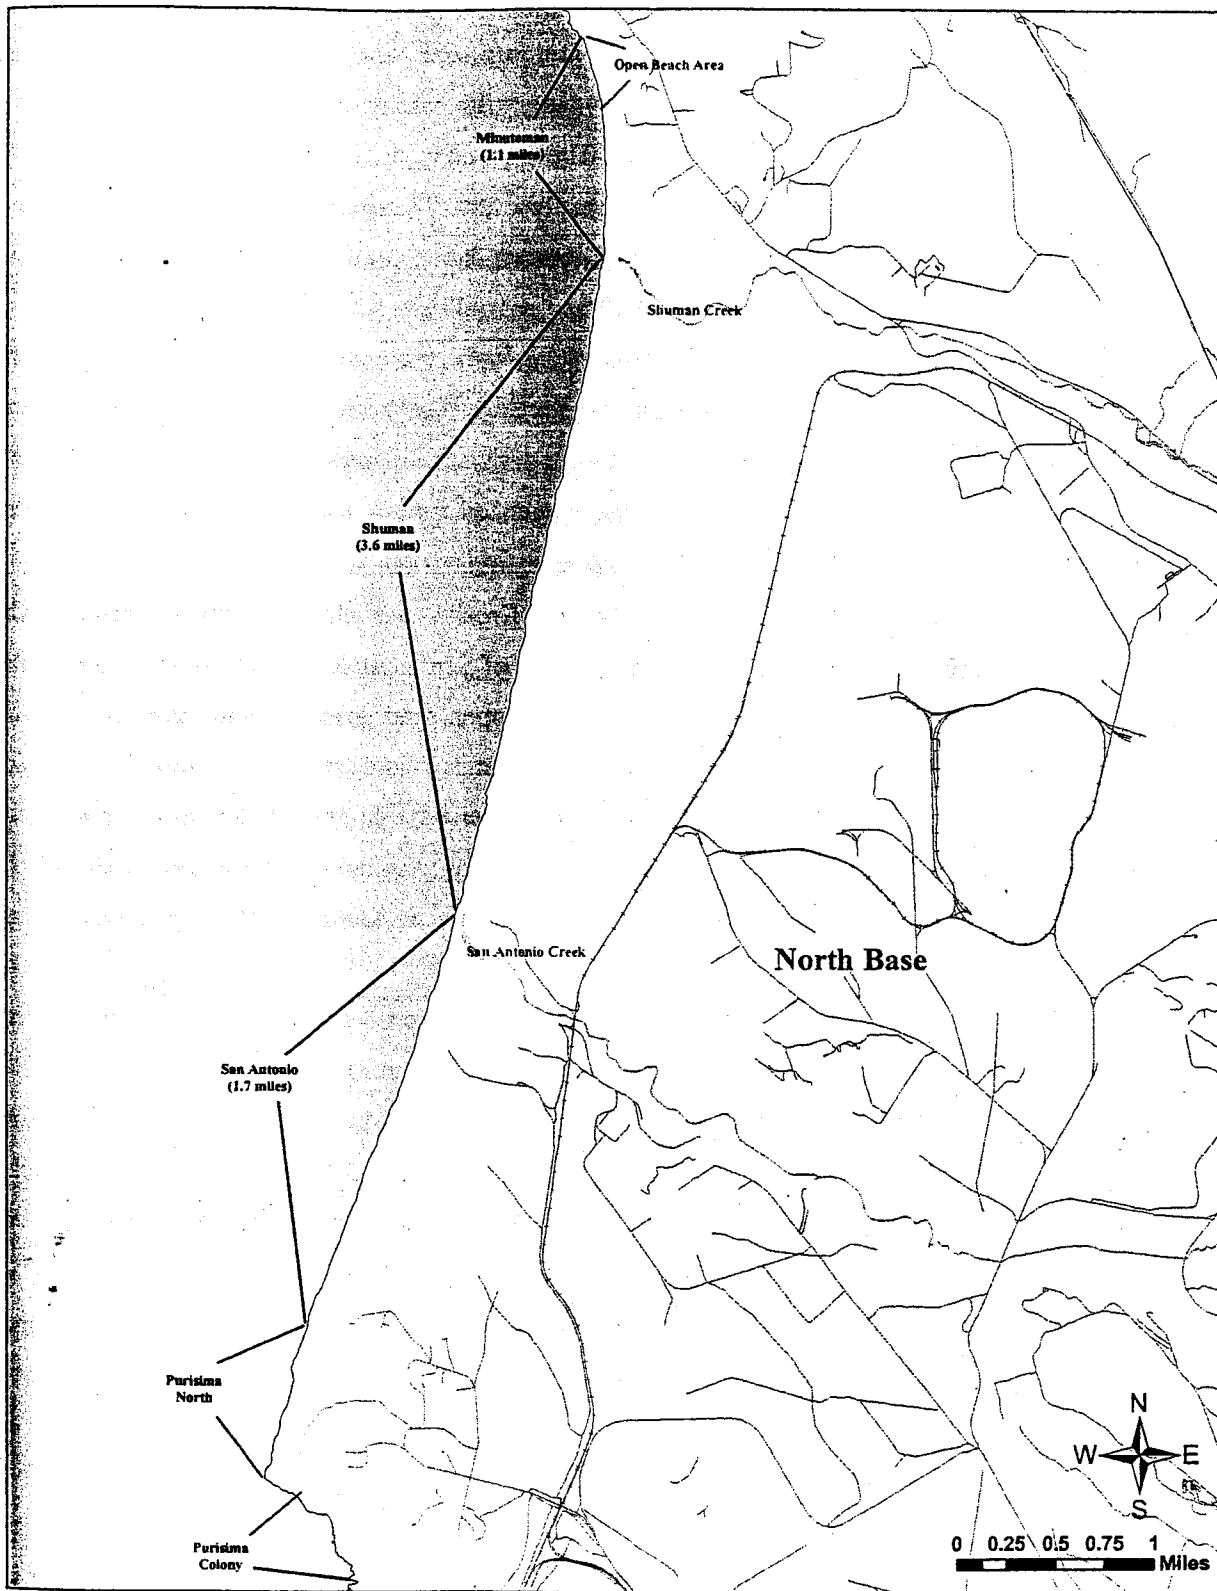 Open Beach Area
Minuteman
(1.1 miles)
Shuman Creek
Shuman
(3.6 miles)
San Antonio Creek
North Base
San Antonio
(1.7 miles)
Purisima
North
N
W E
S
Purisima
Colony
0 0.25 0.5 0.75 1
Miles